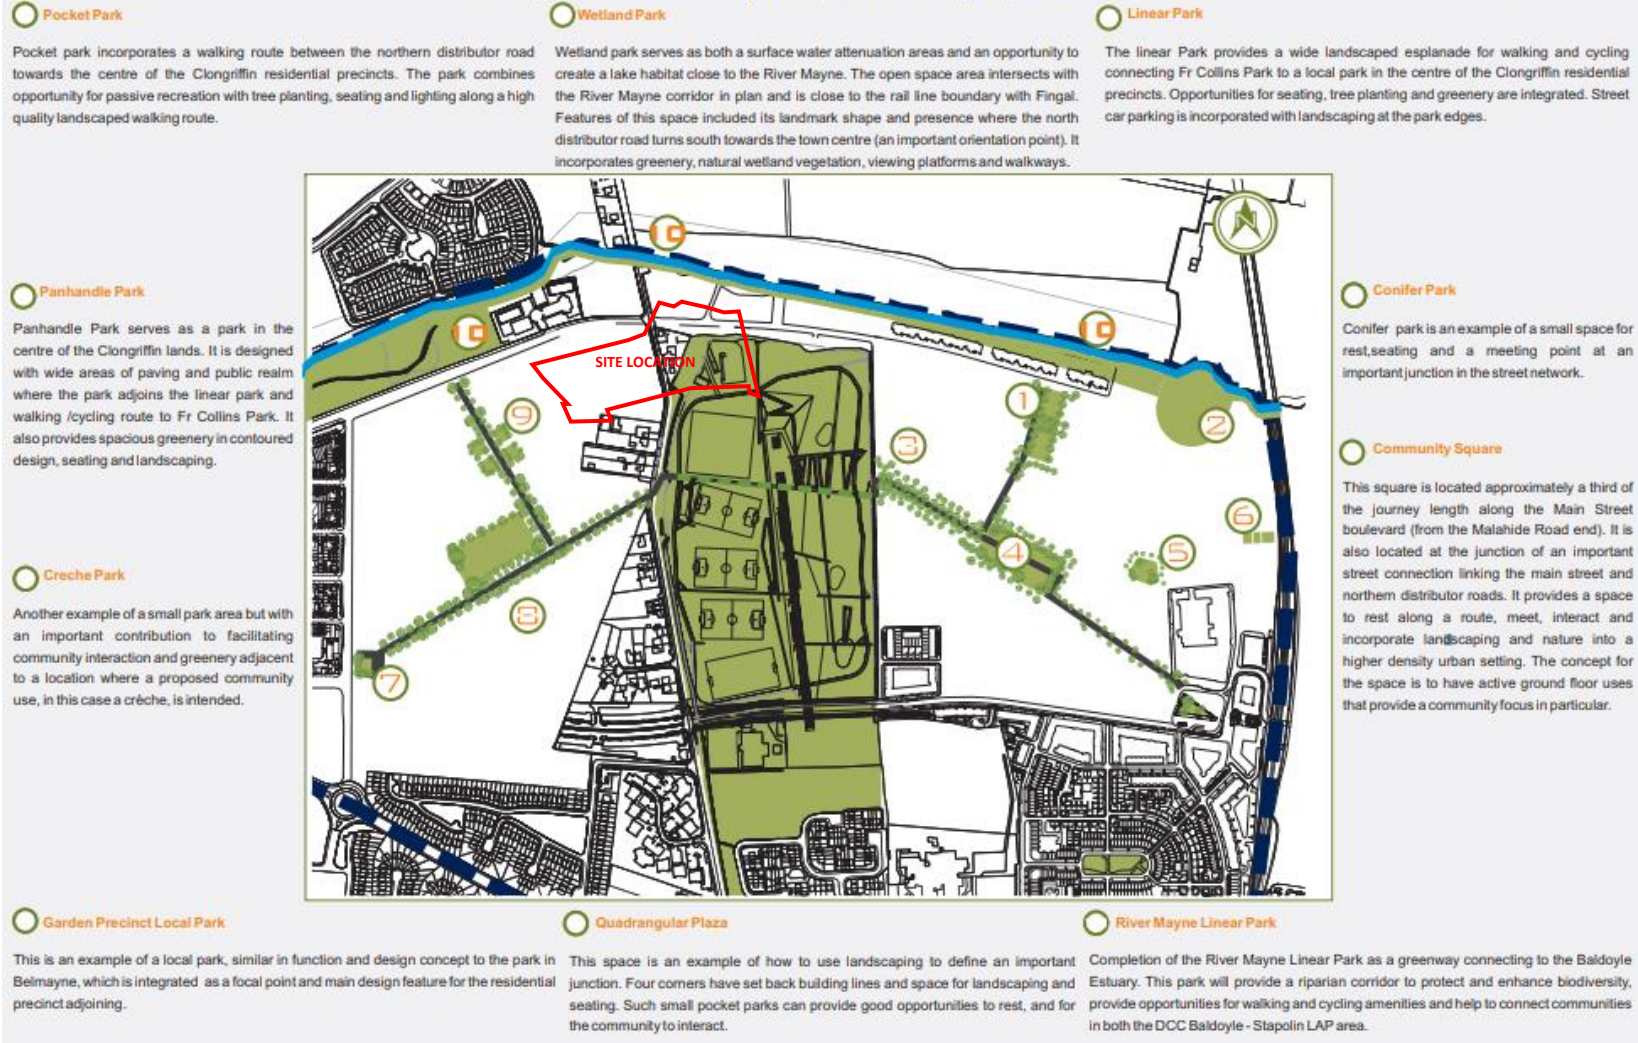 Pocket Park
Pocket park incorporates a walking route between the northern distributor road
towards the centre of the Clongriffin residential precincts. The park combines
opportunity for passive recreation with tree planting, seating and lighting along a high
quality landscaped walking route.
Wetland Park
Wetland park serves as both a surface water attenuation areas and an opportunity to
create a lake habitat close to the River Mayne. The open space area intersects with
the River Mayne corridor in plan and is close to the rail line boundary with Fingal.
Features of this space included its landmark shape and presence where the north
distributor road turns south towards the town centre (an important orientation point). It
incorporates greenery, natural wetland vegetation, viewing platforms and walkways.
Linear Park
The linear Park provides a wide landscaped esplanade for walking and cycling
connecting Fr Collins Park to a local park in the centre of the Clongriffin residential
precincts. Opportunities for seating, tree planting and greenery are integrated. Street
car parking is incorporated with landscaping at the park edges.
Panhandle Park
Panhandle Park serves as a park in the
centre of the Clongriffin lands. It is designed
with wide areas of paving and public realm
where the park adjoins the linear park and
walking /cycling route to Fr Collins Park. It
also provides spacious greenery in contoured
design, seating and landscaping.
Creche Park
Another example of a small park area but with
an important contribution to facilitating
community interaction and greenery adjacent
to a location where a proposed community
use, in this case a crèche, is intended.
10
N
10
10
SITE LOCATION
1
2
9
3
6
4
5
8
7
Conifer Park
Conifer park is an example of a small space for
rest,seating and a meeting point at an
important junction in the street network.
Community Square
This square is located approximately a third of
the journey length along the Main Street
boulevard (from the Malahide Road end). It is
also located at the junction of an important
street connection linking the main street and
northern distributor roads. It provides a space
to rest along a route, meet, interact and
incorporate landscaping and nature into a
higher density urban setting. The concept for
the space is to have active ground floor uses
that provide a community focus in particular.
Garden Precinct Local Park
This is an example of a local park, similar in function and design concept to the park in
Belmayne, which is integrated as a focal point and main design feature for the residential
precinct adjoining.
Quadrangular Plaza
This space is an example of how to use landscaping to define an important
junction. Four corners have set back building lines and space for landscaping and
seating. Such small pocket parks can provide good opportunities to rest, and for
the community to interact.
River Mayne Linear Park
Completion of the River Mayne Linear Park as a greenway connecting to the Baldoyle
Estuary. This park will provide a riparian corridor to protect and enhance biodiversity,
provide opportunities for walking and cycling amenities and help to connect communities
in both the DCC Baldoyle - Stapolin LAP area.